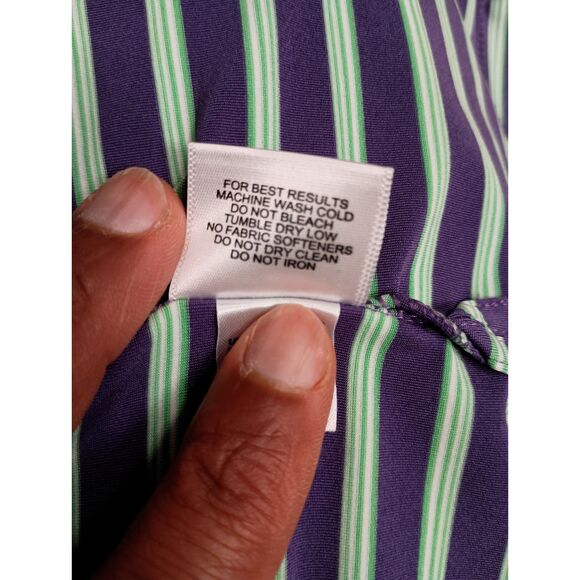 FOR BEST RESULTS
MACHINE WASH COLD
DO NOT BLEACH
TUMBLE DRY LOW
NO FABRIC SOFTENERS
DO NOT DRY CLEAN
DO NOT IRON